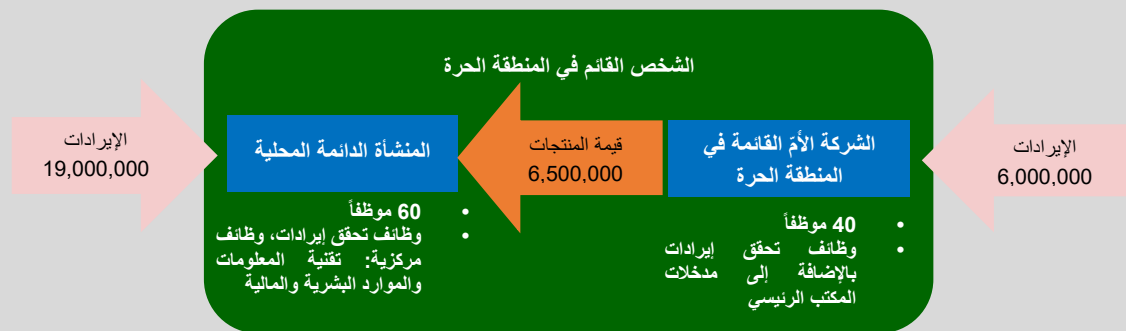 الشخص القائم في المنطقة الحرة
الإيرادات
6,000,000
الشركة الأمّ القائمة في
المنطقة الحرة
قيمة المنتجات
6,500,000
المنشأة الدائمة المحلية
الإيرادات
19,000,000
• 40 موظفاً
• وظائف تحقق إيرادات
بالإضافة إلى مدخلات
المكتب الرئيسي
• 60 موظفاً
• وظائف تحقق إيرادات، وظائف
مركزية: تقنية المعلومات
والموارد البشرية والمالية